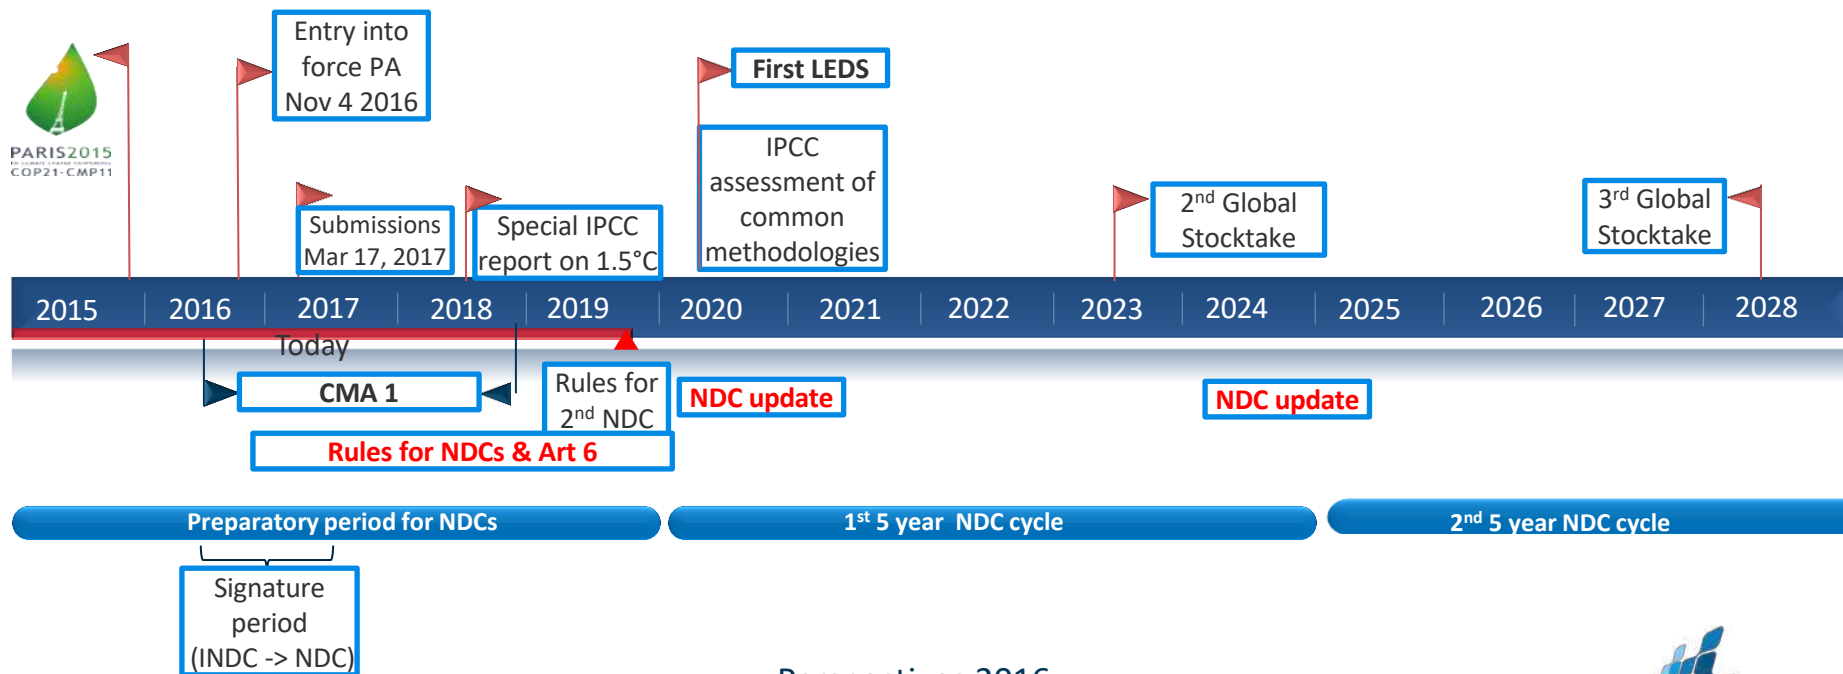 Entry into
force PA
Nov 4 2016
First LEDS
PARIS2015
COP21·CMP11
IPCC
assessment of
common
methodologies
Submissions
Mar 17, 2017
Special IPCC
report on 1.5°C
2nd Global
Stocktake
3rd Global
Stocktake
2015 2016 2017 2018 2019 2020 2021 2022 2023 2024 2025 2026 2027 2028
Today
CMA 1
Rules for
2nd NDC
NDC update
NDC update
Rules for NDCs & Art 6
Preparatory period for NDCs
1st 5 year NDC cycle
2nd 5 year NDC cycle
Signature
period
(INDC -> NDC)
2016